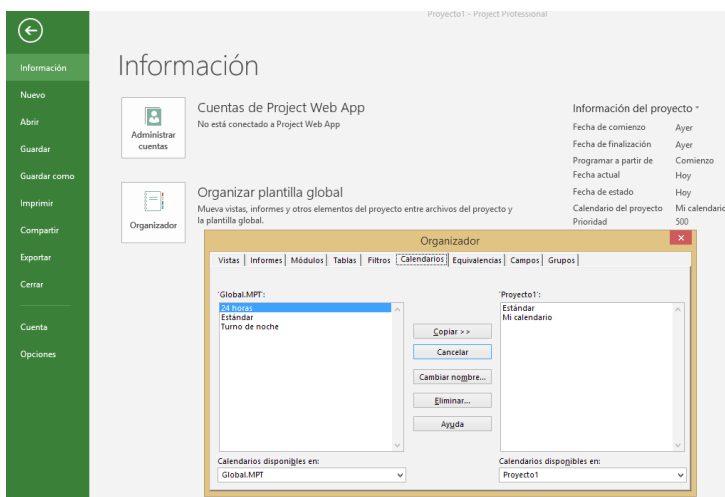 Proyecto1 - Project Professional
Información
Nuevo
Abrir
Guardar
Guardar como
Imprimir
Compartir
Exportar
Cerrar
Cuenta
Opciones
Información
Administrar
cuentas
Cuentas de Project Web App
No está conectado a Project Web App
Organizador
Organizar plantilla global
Mueva vistas, informes y otros elementos del proyecto entre archivos del proyecto y
la plantilla global.
Información del proyecto
Fecha de comienzo Ayer
Fecha de finalización Ayer
Programar a partir de Comienzo
Fecha actual Hoy
Fecha de estado Hoy
Calendario del proyecto Mi calendario
Prioridad 500
Organizador
Vistas Informes Módulos Tablas Filtros Calendarios Equivalencias Campos Grupos
'Global.MPT':
24 horas
Estándar
Turno de noche
Copiar >>
Cancelar
Cambiar nombre...
Eliminar...
Ayuda
'Proyecto1':
Estándar
Mi calendario
Calendarios disponibles en:
Global.MPT
Calendarios disponibles en:
Proyecto1